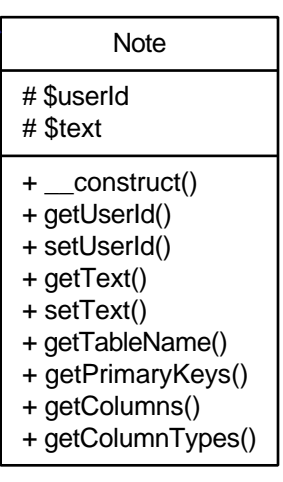 Note
# $userId
# $text
+ __construct()
+ getUserId()
+ setUserId()
+ getText()
+ setText()
+ getTableName()
+ getPrimaryKeys()
+ getColumns()
+ getColumnTypes()